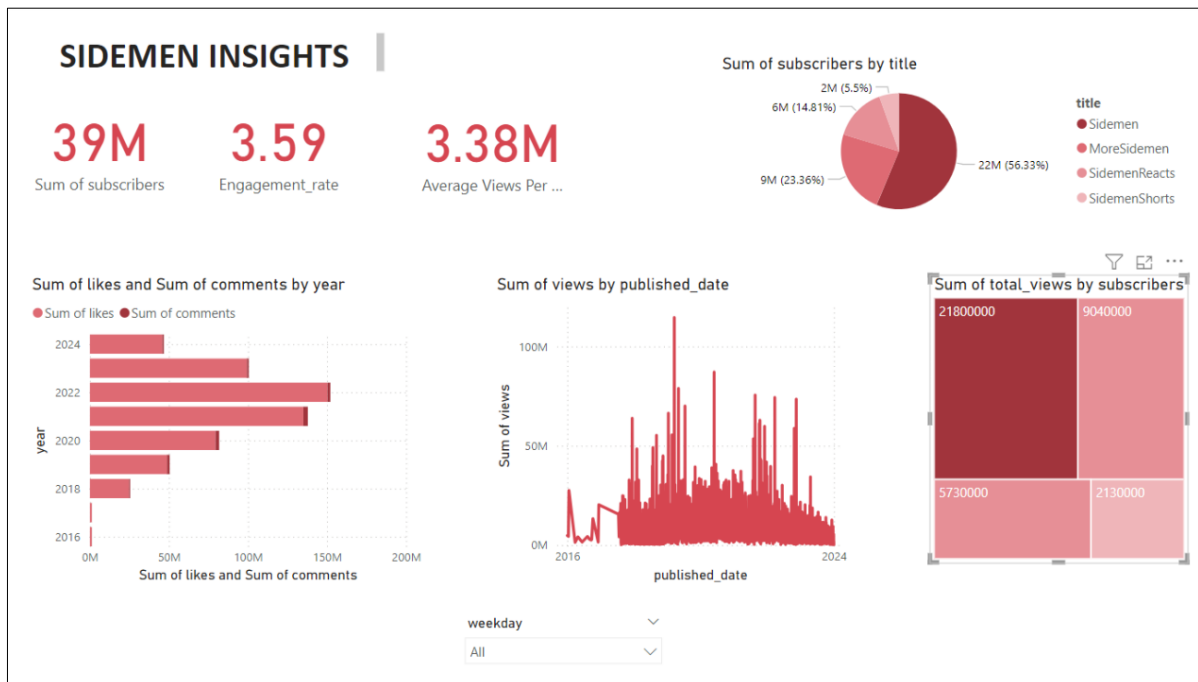 SIDEMEN INSIGHTS
39M
Sum of subscribers
3.59
Engagement_rate
3.38M
Average Views Per ...
Sum of subscribers by title
2M (5.5%)
6M (14.81%)
9M (23.36%)
22M (56.33%)
title
Sidemen
MoreSidemen
SidemenReacts
SidemenShorts
Sum of likes and Sum of comments by year
Sum of likes Sum of comments
year
2024
2022
2020
2018
2016
0M 50M 100M 150M 200M
Sum of likes and Sum of comments
Sum of views by published_date
Sum of views
100M
50M
0M
2016 2024
published_date
Sum of total_views by subscribers
21800000 9040000
5730000 2130000
weekday
All